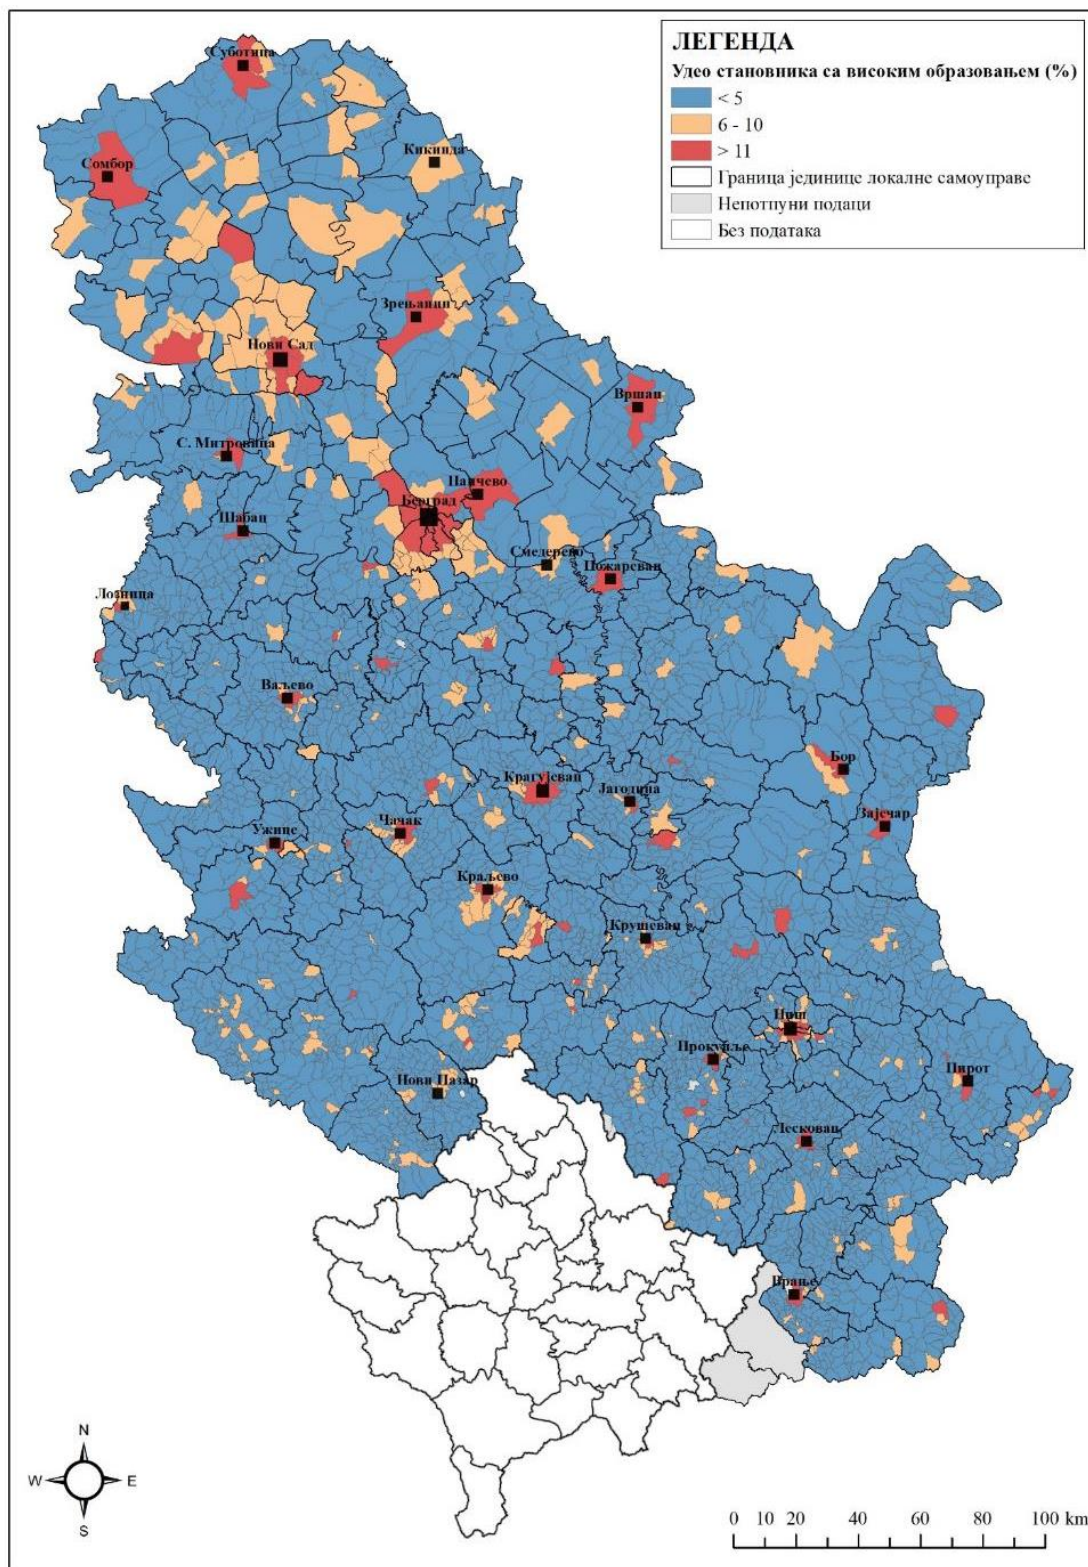 ЛЕГЕНДА
Удео становника са високим образовањем (%)
< 5
6 - 10
> 11
Граница јединице локалне самоуправе
Непотпуни подаци
Без података
Суботица
Сомбор
Кикинда
Зрењанин
Нови Сад
Вршац
С. Митровица
Панчево
Београд
Шабац
Смедерево
Пожаревац
Лозница
Ваљево
Бор
Крагујевац
Јагодина
Зајечар
Чачак
Ужице
Краљево
Крушевац
Ниш
Прокупље
Пирот
Нови Пазар
Лесковац
Врање
N
W E
S
0 10 20 40 60 80 100 km